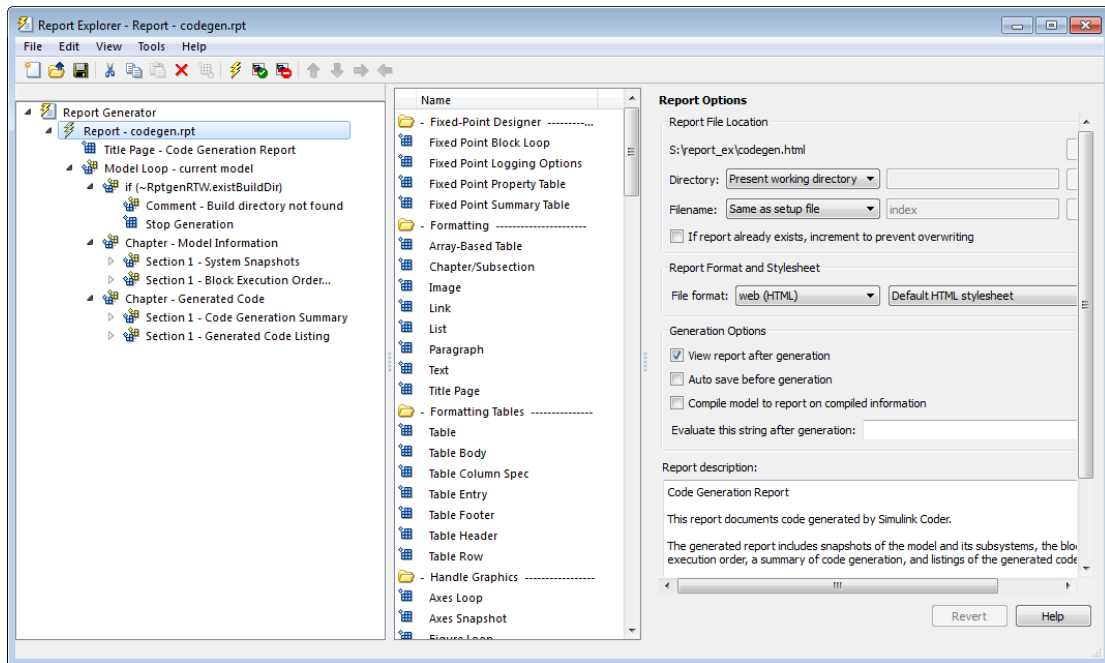 Report Explorer - Report - codegen.rpt
File Edit View Tools Help
Report Generator
Report - codegen.rpt
Title Page - Code Generation Report
Model Loop - current model
if (~RptgenRTW.existBuildDir)
Comment - Build directory not found
Stop Generation
Chapter - Model Information
Section 1 - System Snapshots
Section 1 - Block Execution Order...
Chapter - Generated Code
Section 1 - Code Generation Summary
Section 1 - Generated Code Listing
Name
- Fixed-Point Designer ---------...
Fixed Point Block Loop
Fixed Point Logging Options
Fixed Point Property Table
Fixed Point Summary Table
- Formatting ---------------------
Array-Based Table
Chapter/Subsection
Image
Link
List
Paragraph
Text
Title Page
- Formatting Tables ---------------
Table
Table Body
Table Column Spec
Table Entry
Table Footer
Table Header
Table Row
- Handle Graphics -----------------
Axes Loop
Axes Snapshot
Figure Loop
Report Options
Report File Location
S:\report_ex\codegen.html
Directory: Present working directory
Filename: Same as setup file index
If report already exists, increment to prevent overwriting
Report Format and Stylesheet
File format: web (HTML) Default HTML stylesheet
Generation Options
View report after generation
Auto save before generation
Compile model to report on compiled information
Evaluate this string after generation:
Report description:
Code Generation Report
This report documents code generated by Simulink Coder.
The generated report includes snapshots of the model and its subsystems, the
execution order, a summary of code generation, and listings of the generated code
Revert Help